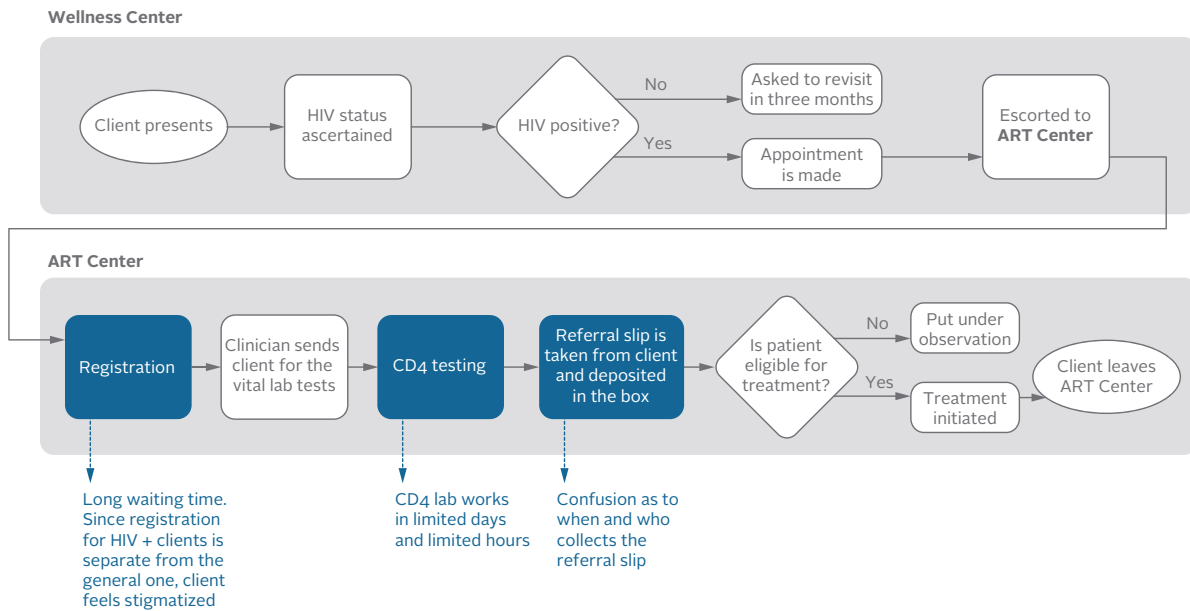 Wellness Center
Client presents
HIV status
ascertained
HIV positive?
No
Asked to revisit
in three months
Yes
Appointment
is made
Escorted to
ART Center
ART Center
Registration
Clinician sends
client for the
vital lab tests
CD4 testing
Referral slip is
taken from client
and deposited
in the box
Is patient
eligible for
treatment?
No
Put under
observation
Yes
Treatment
initiated
Client leaves
ART Center
Long waiting time.
Since registration
for HIV + clients is
separate from the
general one, client
feels stigmatized
CD4 lab works
in limited days
and limited hours
Confusion as to
when and who
collects the
referral slip